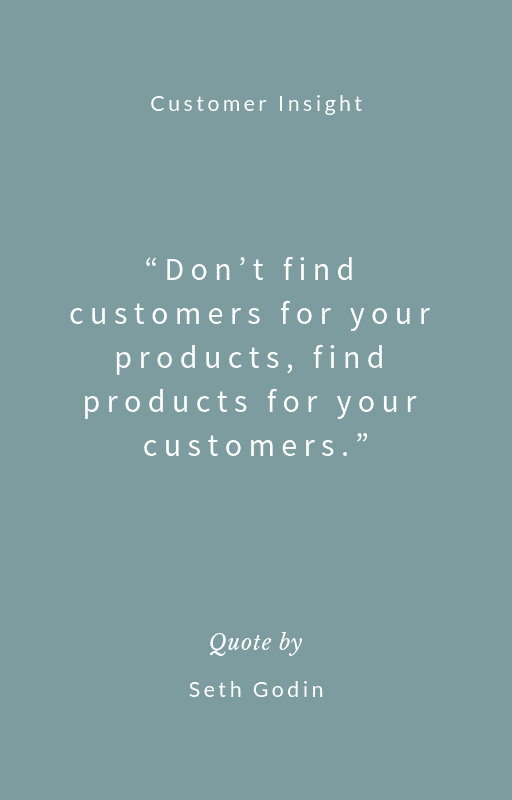 Customer Insight
“Don’t find
customers for your
products, find
products for your
customers.”
Quote by
Seth Godin